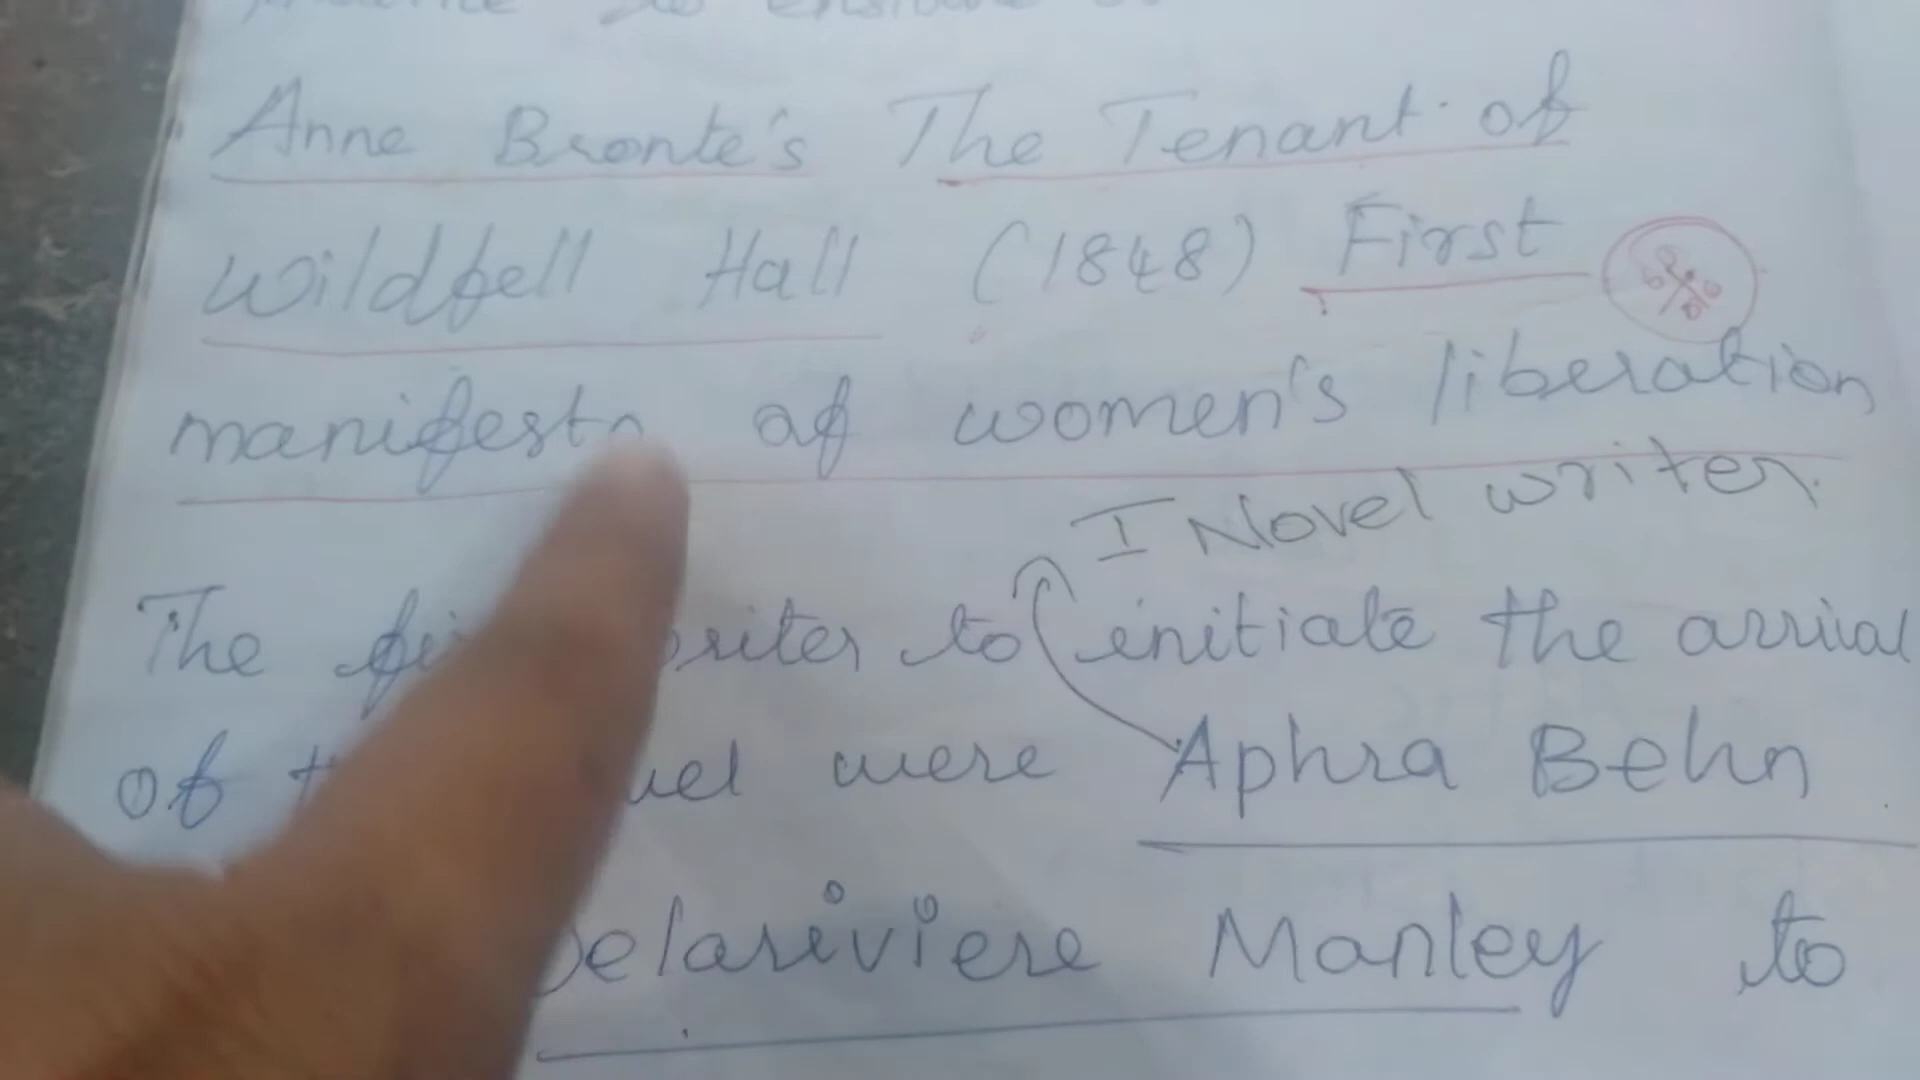 Anne Bronte's The Tenant of
Wildfell Hall (1848) First
manifesto of women's liberation
I Novel writer.
The writer to initiate the arrival
of were Aphra Behn
Delariviere Manley to